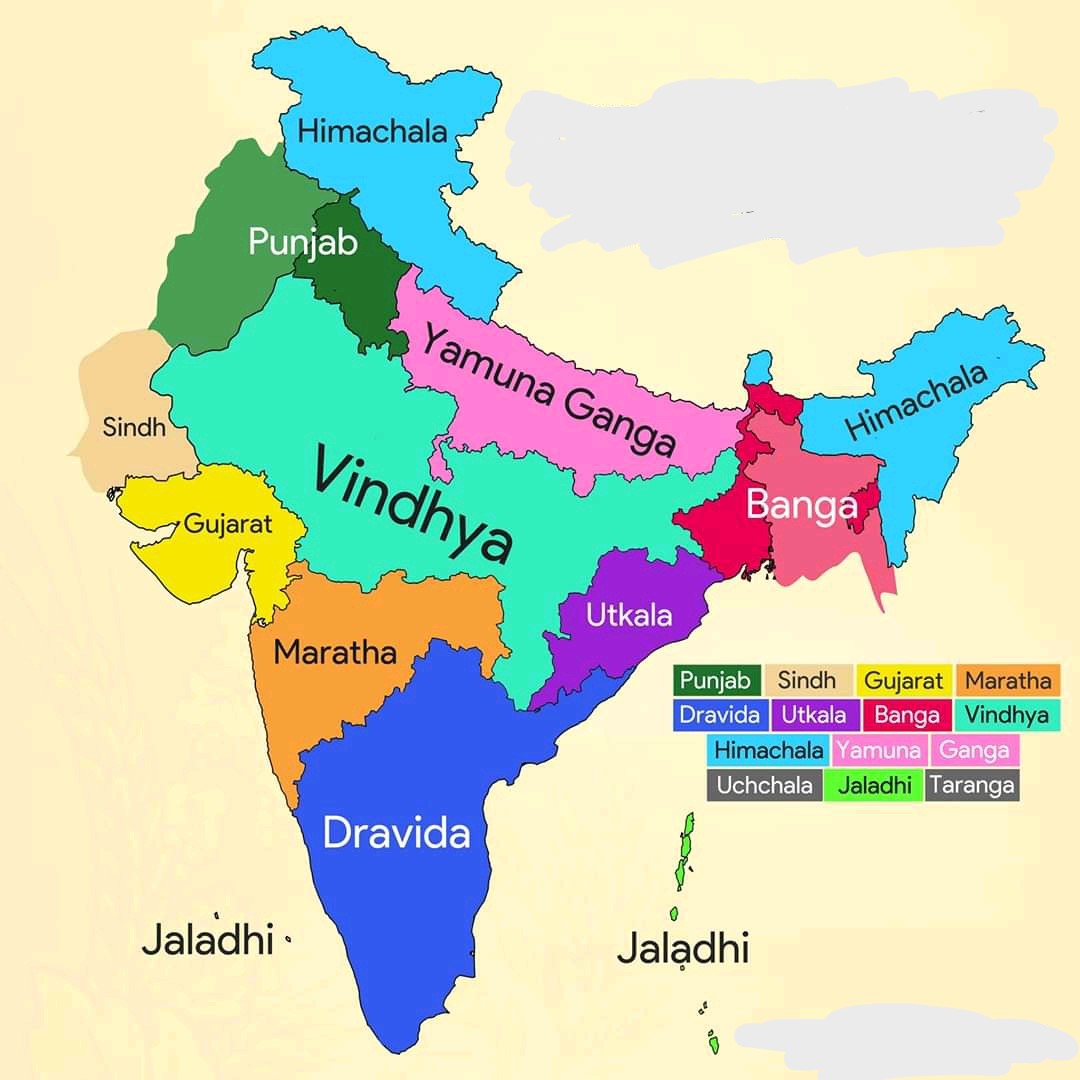 Himachala
Punjab
Yamuna Ganga
Himachala
Sindh
Vindhya
Banga
Gujarat
Utkala
Maratha
Punjab Sindh Gujarat Maratha
Dravida Utkala Banga Vindhya
Himachala Yamuna Ganga
Uchchala Jaladhi Taranga
Dravida
Jaladhi
Jaladhi